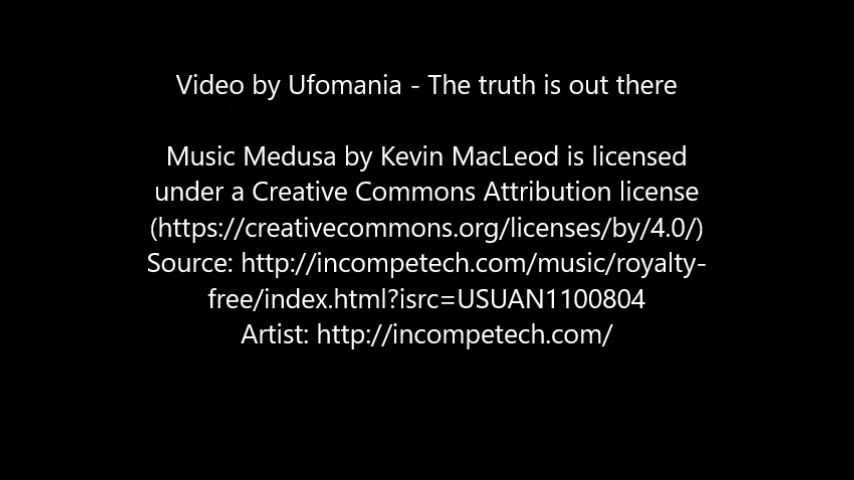 Video by Ufomania - The truth is out there
Music Medusa by Kevin MacLeod is licensed
under a Creative Commons Attribution license
(https://creativecommons.org/licenses/by/4.0/)
Source: http://incompetech.com/music/royalty-
free/index.html?isrc=USUAN1100804
Artist: http://incompetech.com/